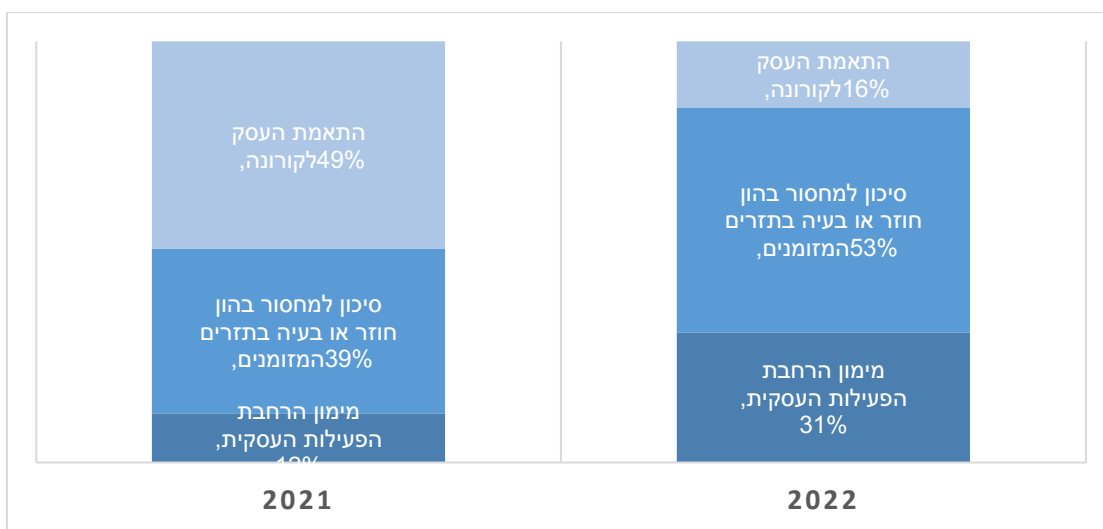 התאמת העסק
לקורונה, 49%
סיכון למחסור בהון
חוזר או בעיה בתזרים
המזומנים, 39%
מימון הרחבת
הפעילות העסקית,
12%
2021
התאמת העסק
לקורונה, 16%
סיכון למחסור בהון
חוזר או בעיה בתזרים
המזומנים, 53%
מימון הרחבת
הפעילות העסקית,
31%
2022